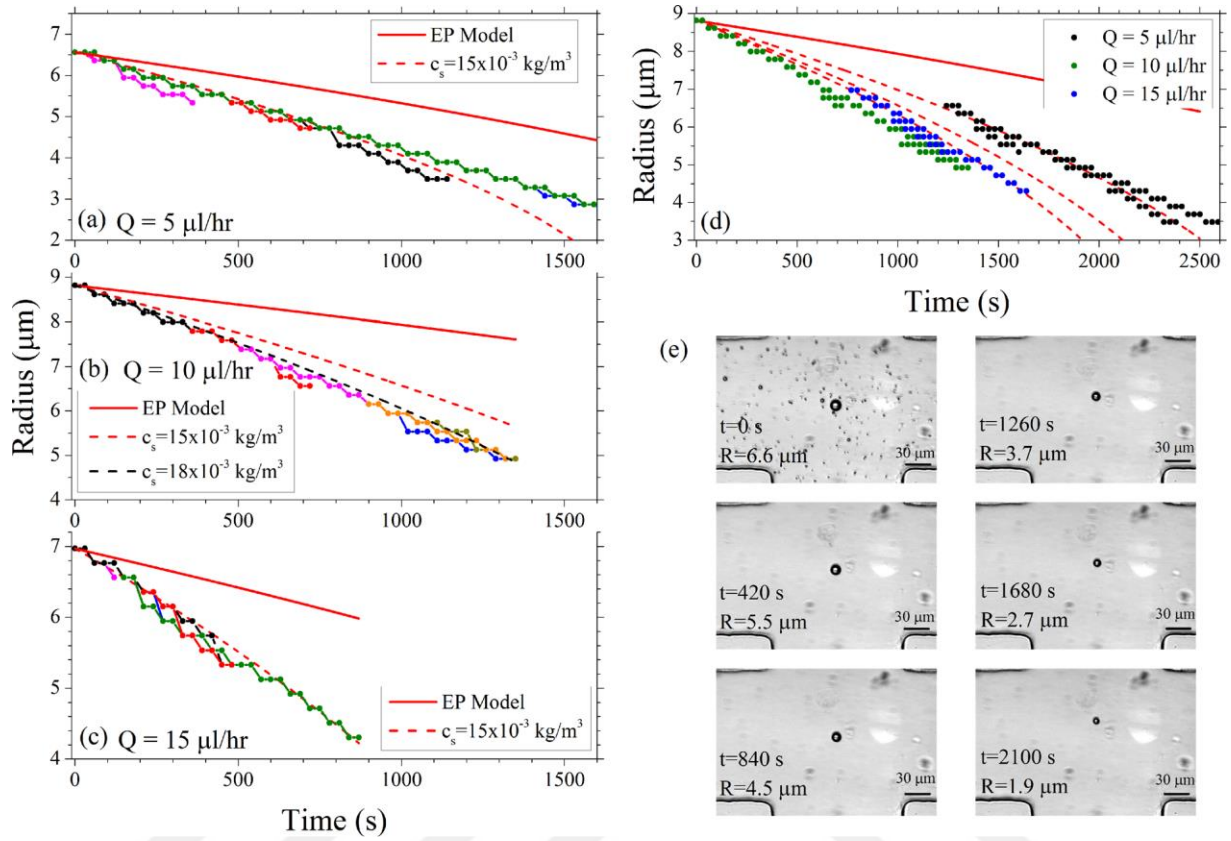 7
6
5
4
3
2
0
500
1000
1500
EP Model
c_s=15x10^-3 kg/m^3
(a) Q = 5 µl/hr
9
8
7
6
5
4
0
500
1000
1500
(b) Q = 10 µl/hr
EP Model
c_s=15x10^-3 kg/m^3
c_s=18x10^-3 kg/m^3
Radius (µm)
7
6
5
4
0
500
1000
1500
(c) Q = 15 µl/hr
EP Model
c_s=15x10^-3 kg/m^3
Time (s)
9
8
7
6
5
4
3
0
500
1000
1500
2000
2500
Radius (µm)
Q = 5 µl/hr
Q = 10 µl/hr
Q = 15 µl/hr
(d)
Time (s)
(e)
t=0 s
R=6.6 µm
30 µm
t=1260 s
R=3.7 µm
30 µm
t=420 s
R=5.5 µm
30 µm
t=1680 s
R=2.7 µm
30 µm
t=840 s
R=4.5 µm
30 µm
t=2100 s
R=1.9 µm
30 µm